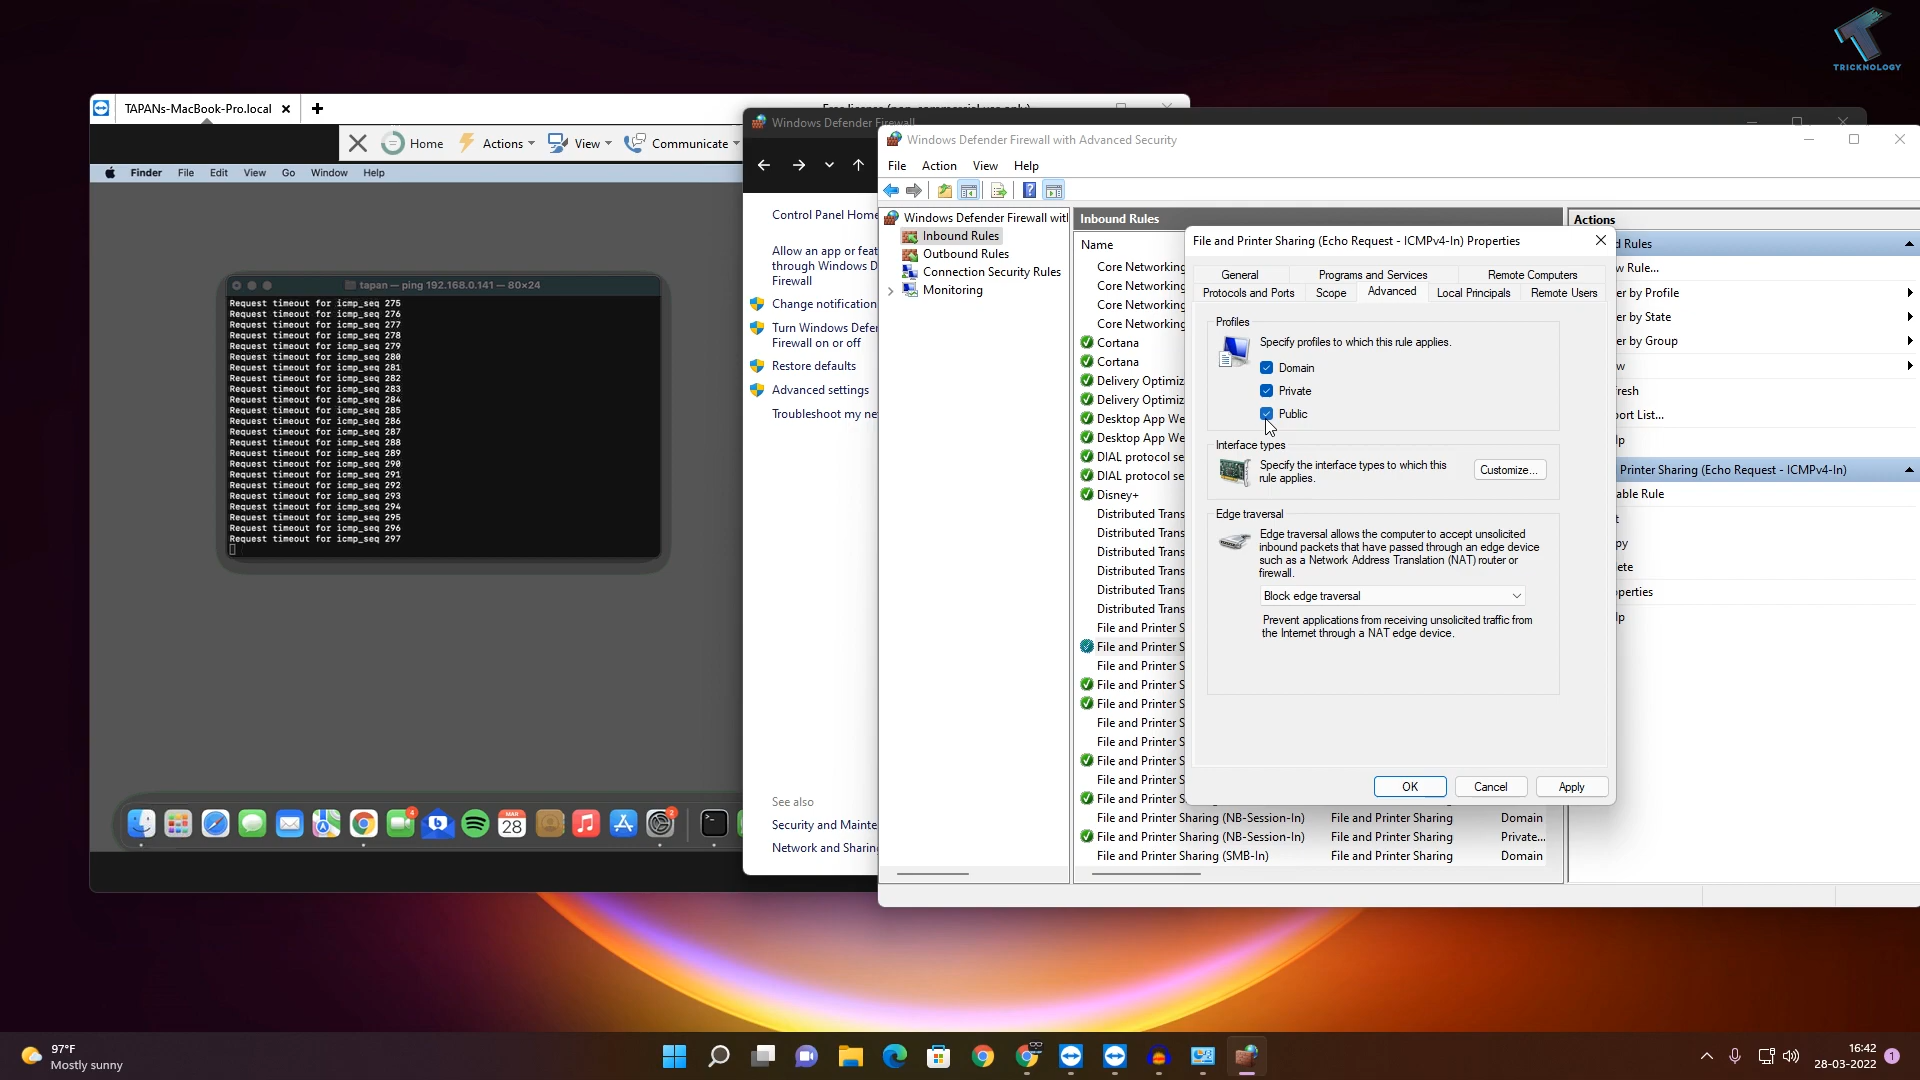 TRICKNOLOGY
TAPANs-MacBook-Pro.local
Home
Actions
View
Communicate
Finder File Edit View Go Window Help
tapan — ping 192.168.0.141 — 80×24
Request timeout for icmp_seq 275
Request timeout for icmp_seq 276
Request timeout for icmp_seq 277
Request timeout for icmp_seq 278
Request timeout for icmp_seq 279
Request timeout for icmp_seq 280
Request timeout for icmp_seq 281
Request timeout for icmp_seq 282
Request timeout for icmp_seq 283
Request timeout for icmp_seq 284
Request timeout for icmp_seq 285
Request timeout for icmp_seq 286
Request timeout for icmp_seq 287
Request timeout for icmp_seq 288
Request timeout for icmp_seq 289
Request timeout for icmp_seq 290
Request timeout for icmp_seq 291
Request timeout for icmp_seq 292
Request timeout for icmp_seq 293
Request timeout for icmp_seq 294
Request timeout for icmp_seq 295
Request timeout for icmp_seq 296
Request timeout for icmp_seq 297
4
MAR
28
2
Windows Defender Firewall
Control Panel Home
Allow an app or feat
through Windows D
Firewall
Change notification
Turn Windows Defer
Firewall on or off
Restore defaults
Advanced settings
Troubleshoot my ne
See also
Security and Mainte
Network and Sharing
Windows Defender Firewall with Advanced Security
File Action View Help
Windows Defender Firewall wit
Inbound Rules
Outbound Rules
Connection Security Rules
Monitoring
Inbound Rules
Name
Core Networking
Core Networking
Core Networking
Core Networking
Cortana
Cortana
Delivery Optimiz
Delivery Optimiz
Desktop App We
Desktop App We
DIAL protocol se
DIAL protocol se
Disney+
Distributed Trans
Distributed Trans
Distributed Trans
Distributed Trans
Distributed Trans
Distributed Trans
File and Printer S
File and Printer S
File and Printer S
File and Printer S
File and Printer S
File and Printer S
File and Printer S
File and Printer S
File and Printer S
File and Printer S
File and Printer Sharing (NB-Session-In) File and Printer Sharing Domain
File and Printer Sharing (NB-Session-In) File and Printer Sharing Private...
File and Printer Sharing (SMB-In) File and Printer Sharing Domain
File and Printer Sharing (Echo Request - ICMPv4-In) Properties
General
Programs and Services
Remote Computers
Protocols and Ports
Scope
Advanced
Local Principals
Remote Users
Profiles
Specify profiles to which this rule applies.
Domain
Private
Public
Interface types
Specify the interface types to which this
rule applies.
Customize...
Edge traversal
Edge traversal allows the computer to accept unsolicited
inbound packets that have passed through an edge device
such as a Network Address Translation (NAT) router or
firewall.
Block edge traversal
Prevent applications from receiving unsolicited traffic from
the Internet through a NAT edge device.
OK
Cancel
Apply
Actions
d Rules
w Rule...
er by Profile
er by State
er by Group
w
resh
port List...
lp
Printer Sharing (Echo Request - ICMPv4-In)
able Rule
t
py
ete
perties
lp
97°F
Mostly sunny
16:42
28-03-2022
1